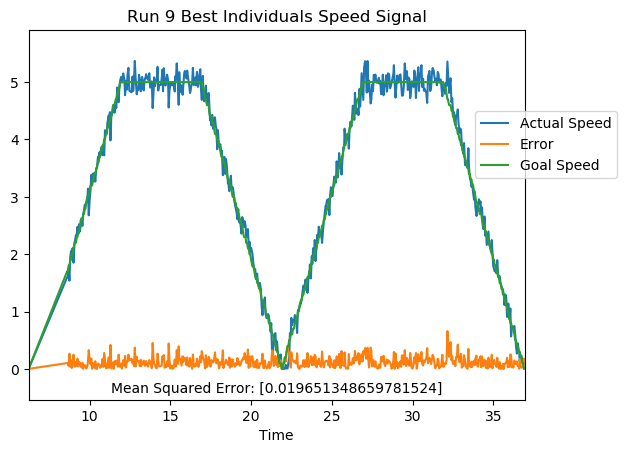 Run 9 Best Individuals Speed Signal
5
4
3
2
1
0
Actual Speed
Error
Goal Speed
Mean Squared Error: [0.019651348659781524]
10 15 20 25 30 35
Time